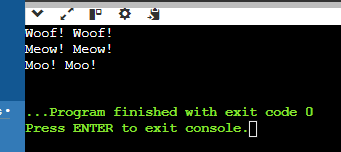 Woof! Woof!
Meow! Meow!
Moo! Moo!
...Program finished with exit code 0
Press ENTER to exit console.